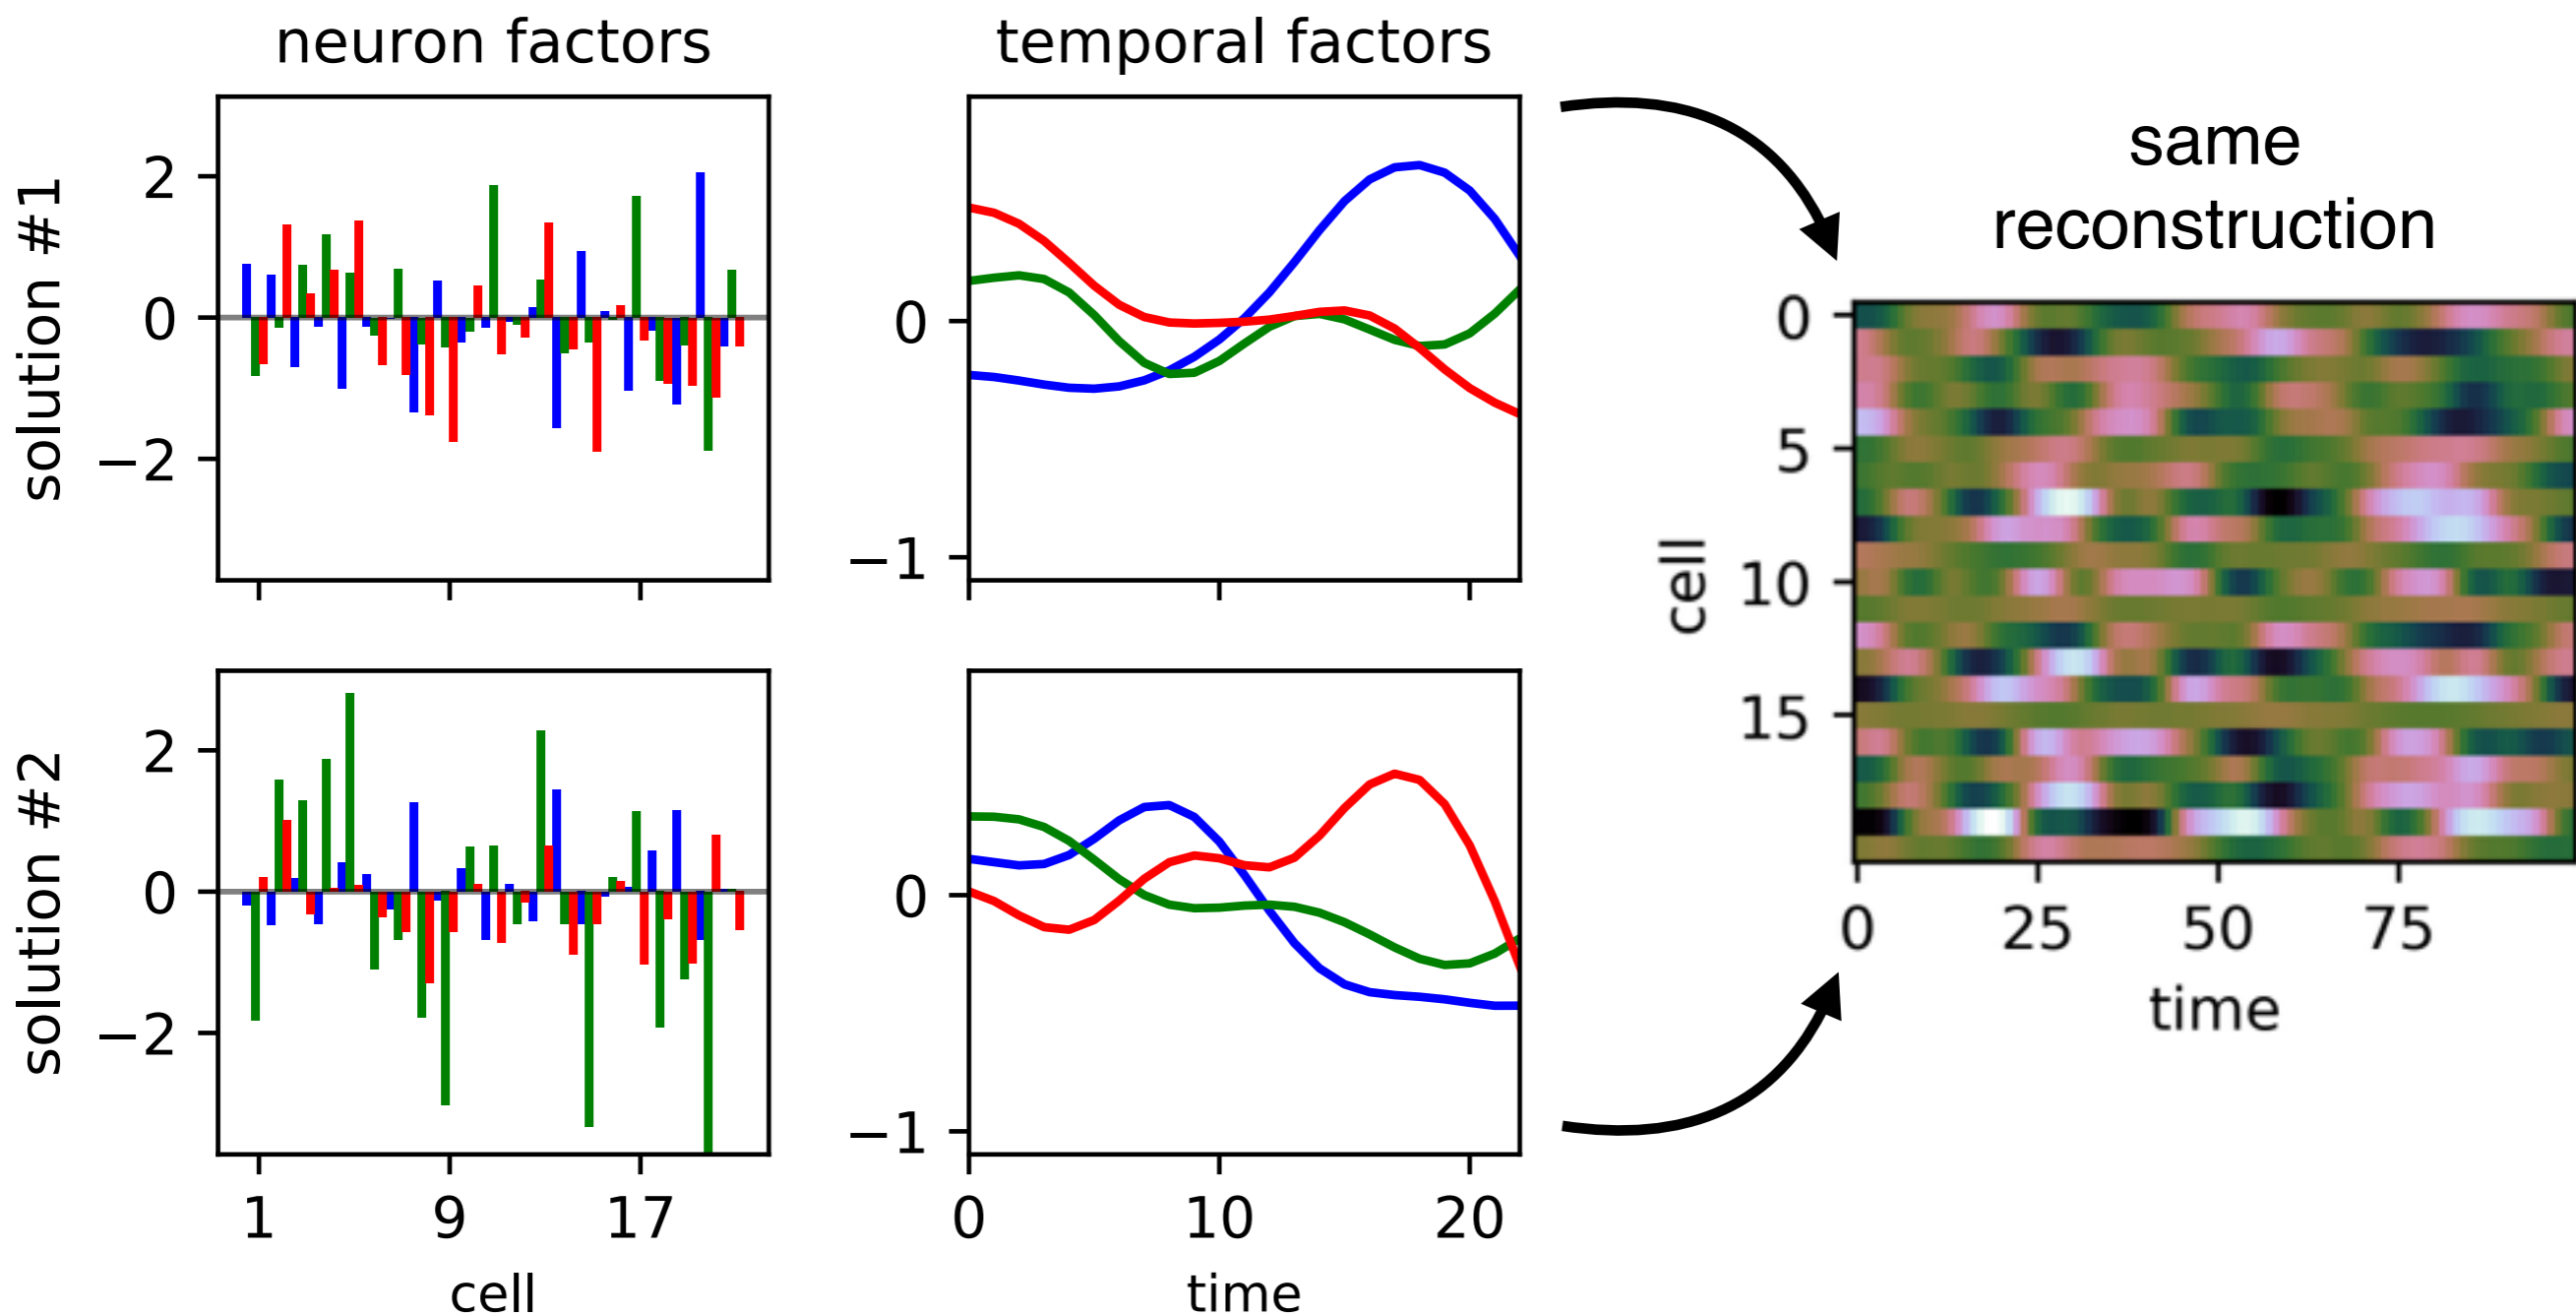 neuron factors
temporal factors
solution #1
2
0
−2
0
−1
same
reconstruction
solution #2
2
0
−2
1
9
17
cell
0
−1
0
10
20
time
cell
0
5
10
15
0
25
50
75
time